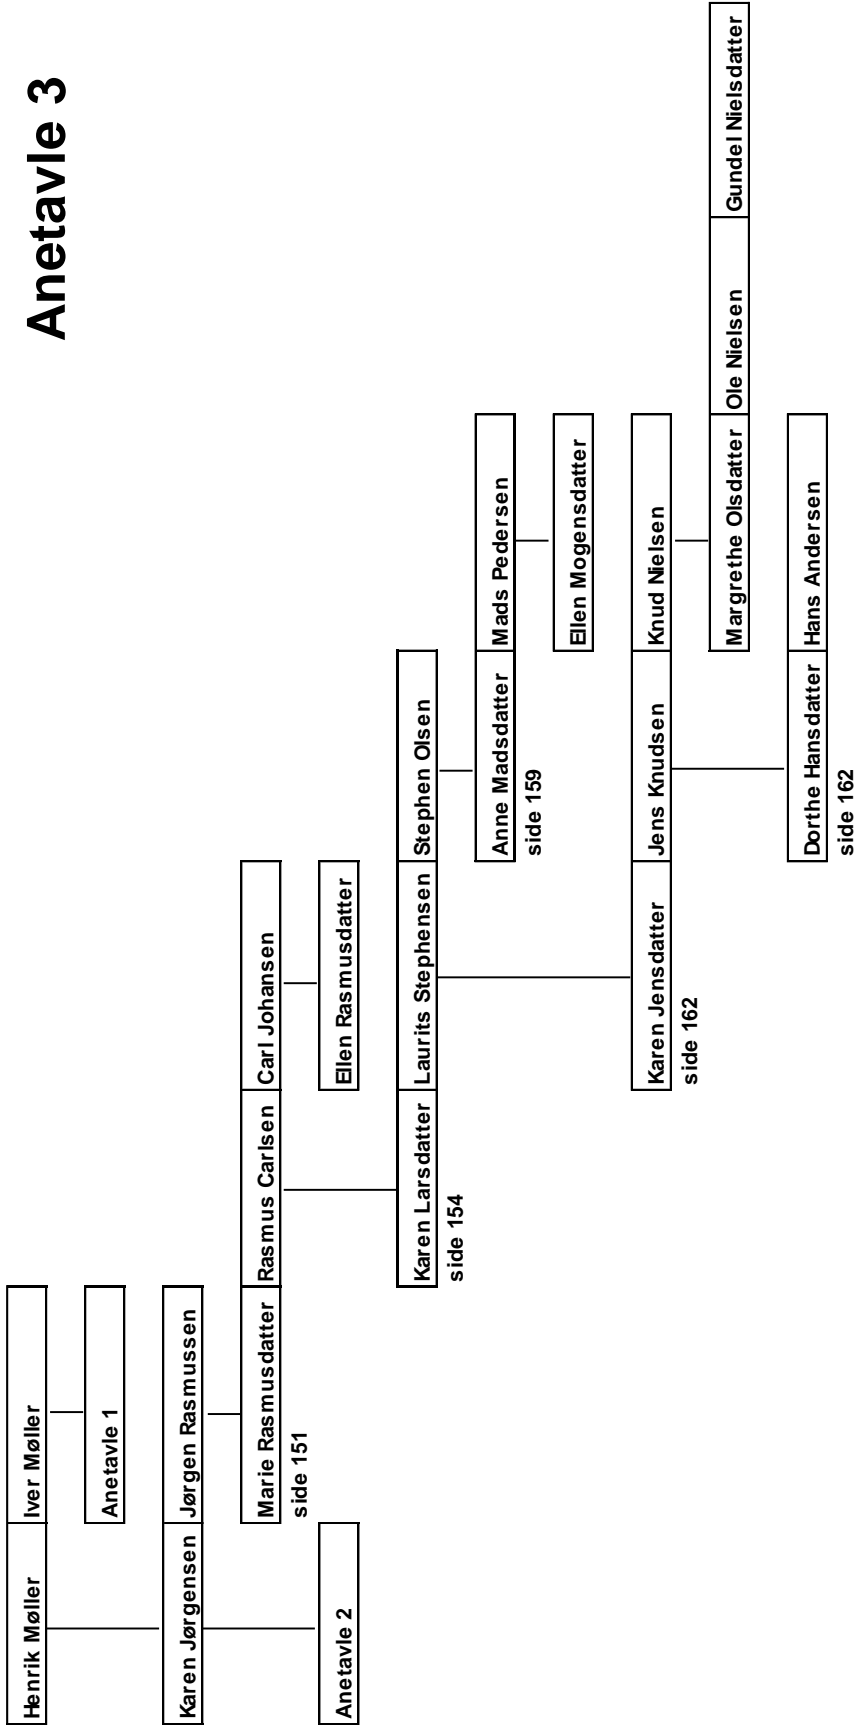 Anetavle 3
Henrik Møller
Iver Møller
Anetavle 1
Karen Jørgensen
Jørgen Rasmussen
Marie Rasmusdatter
Rasmus Carlsen
Carl Johansen
side 151
Anetavle 2
Ellen Rasmusdatter
Karen Larsdatter
Laurits Stephensen
Stephen Olsen
side 154
Anne Madsdatter
Mads Pedersen
side 159
Ellen Mogensdatter
Karen Jensdatter
Jens Knudsen
Knud Nielsen
side 162
Margrethe Olsdatter
Ole Nielsen
Gundel Nielsdatter
Dorthe Hansdatter
Hans Andersen
side 162